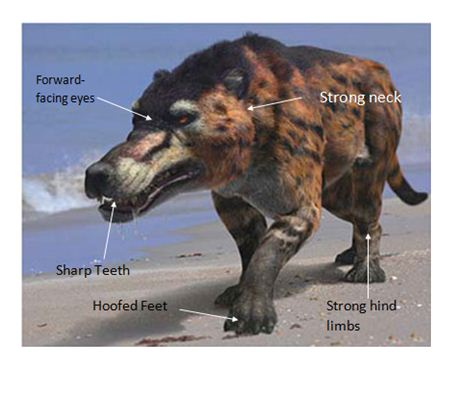 Forward-
facing eyes
Strong neck
Sharp Teeth
Hoofed Feet
Strong hind
limbs